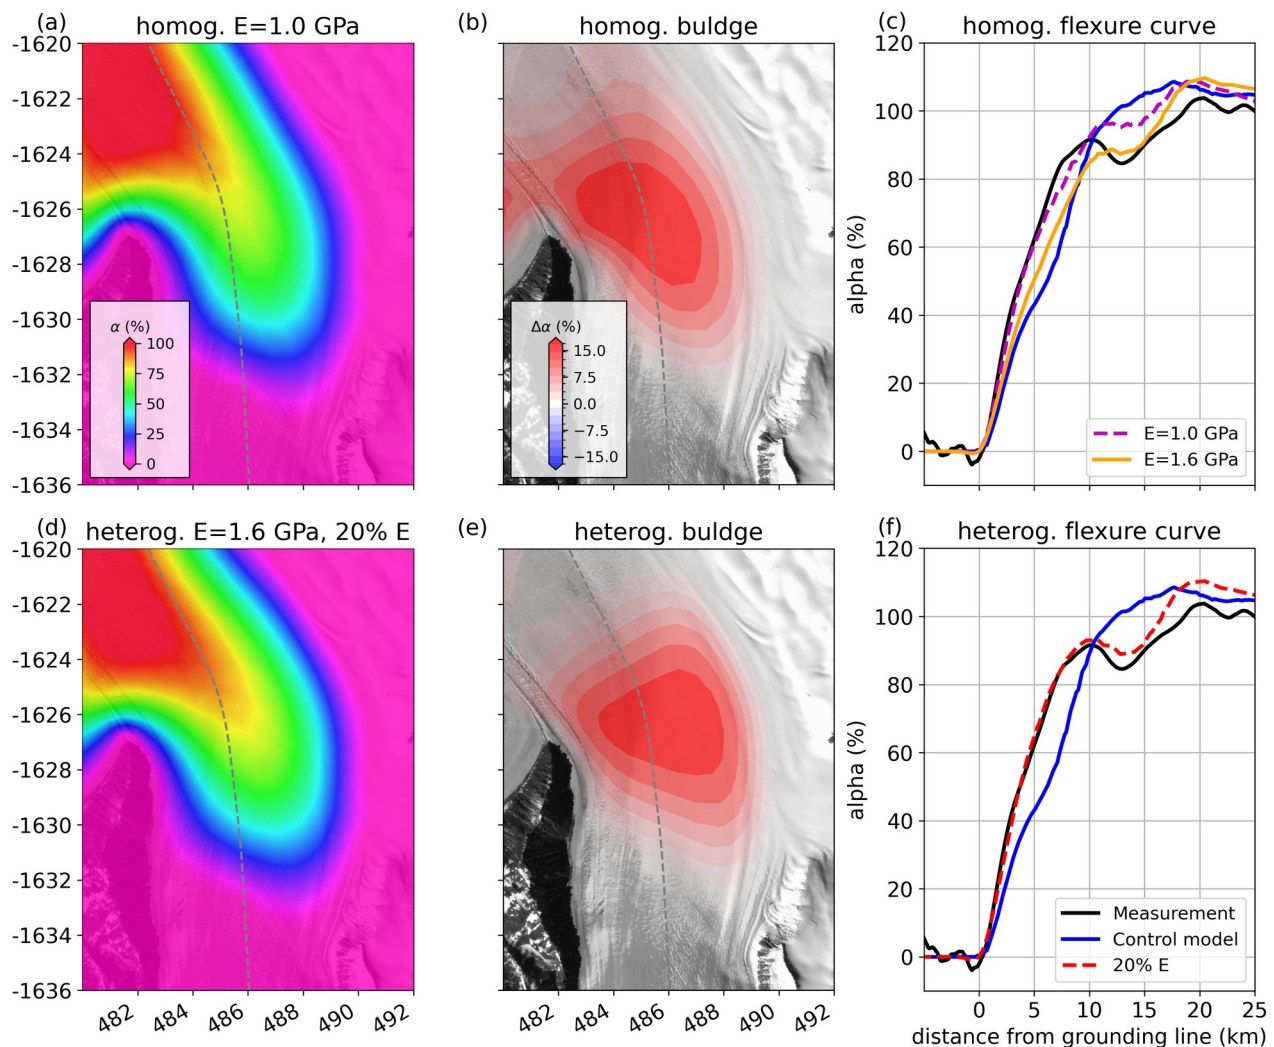 (a) homog. E=1.0 GPa
(b) homog. buldge
(c) homog. flexure curve
-1620
-1622
-1624
-1626
-1628
-1630
-1632
-1634
-1636
α (%)
100
75
50
25
0
Δα (%)
15.0
7.5
0.0
−7.5
−15.0
120
100
80
60
40
20
0
alpha (%)
E=1.0 GPa
E=1.6 GPa
(d) heterog. E=1.6 GPa, 20% E
(e) heterog. buldge
(f) heterog. flexure curve
-1620
-1622
-1624
-1626
-1628
-1630
-1632
-1634
-1636
482 484 486 488 490 492
482 484 486 488 490 492
120
100
80
60
40
20
0
alpha (%)
Measurement
Control model
20% E
0 5 10 15 20 25
distance from grounding line (km)